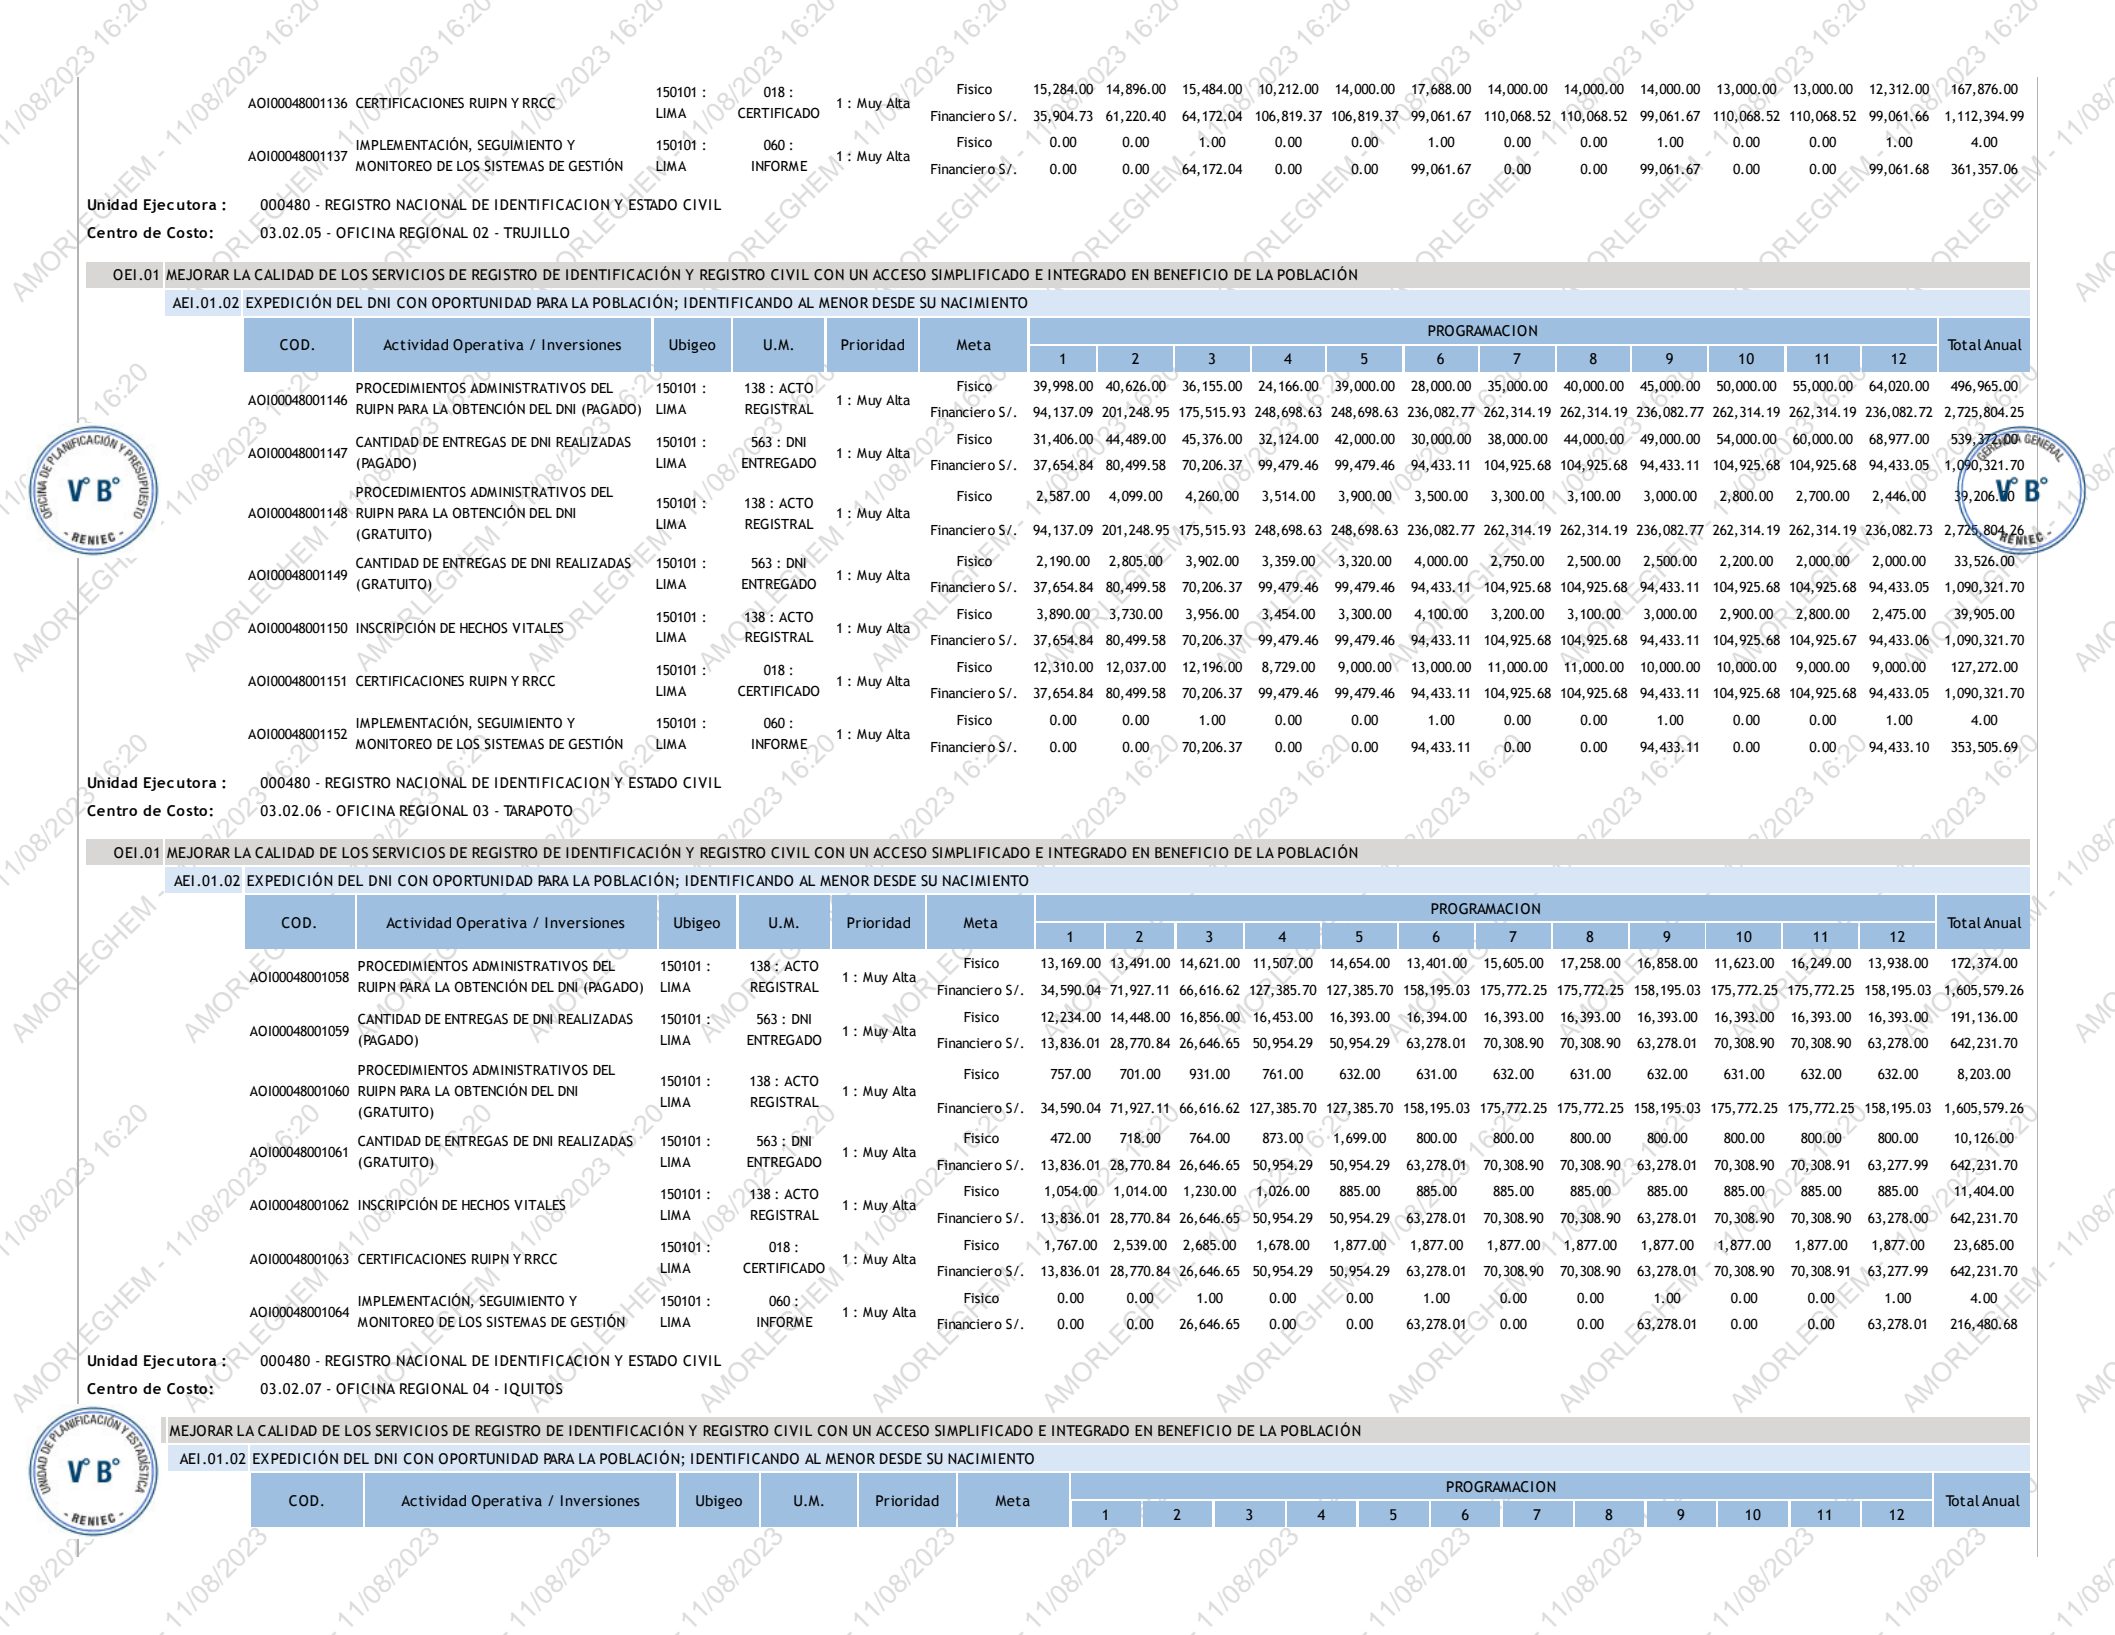 AOI00048001136 CERTIFICACIONES RUIPN Y RRCC 150101 : LIMA 018 : CERTIFICADO 1 : Muy Alta
Fisico 15,284.00 14,896.00 15,484.00 10,212.00 14,000.00 17,688.00 14,000.00 14,000.00 14,000.00 13,000.00 13,000.00 12,312.00 167,876.00
Financiero S/. 35,904.73 61,220.40 64,172.04 106,819.37 106,819.37 99,061.67 110,068.52 110,068.52 99,061.67 110,068.52 110,068.52 99,061.66 1,112,394.99
AOI00048001137 IMPLEMENTACIÓN, SEGUIMIENTO Y MONITOREO DE LOS SISTEMAS DE GESTIÓN 150101 : LIMA 060 : INFORME 1 : Muy Alta
Fisico 0.00 0.00 1.00 0.00 0.00 1.00 0.00 0.00 1.00 0.00 0.00 1.00 4.00
Financiero S/. 0.00 0.00 64,172.04 0.00 0.00 99,061.67 0.00 0.00 99,061.67 0.00 0.00 99,061.68 361,357.06
Unidad Ejecutora : 000480 - REGISTRO NACIONAL DE IDENTIFICACION Y ESTADO CIVIL
Centro de Costo: 03.02.05 - OFICINA REGIONAL 02 - TRUJILLO
OEI.01 MEJORAR LA CALIDAD DE LOS SERVICIOS DE REGISTRO DE IDENTIFICACIÓN Y REGISTRO CIVIL CON UN ACCESO SIMPLIFICADO E INTEGRADO EN BENEFICIO DE LA POBLACIÓN
AEI.01.02 EXPEDICIÓN DEL DNI CON OPORTUNIDAD PARA LA POBLACIÓN; IDENTIFICANDO AL MENOR DESDE SU NACIMIENTO
COD. Actividad Operativa / Inversiones Ubigeo U.M. Prioridad Meta PROGRAMACION Total Anual
1 2 3 4 5 6 7 8 9 10 11 12
AOI00048001146 PROCEDIMIENTOS ADMINISTRATIVOS DEL RUIPN PARA LA OBTENCIÓN DEL DNI (PAGADO) 150101 : LIMA 138 : ACTO REGISTRAL 1 : Muy Alta
Fisico 39,998.00 40,626.00 36,155.00 24,166.00 39,000.00 28,000.00 35,000.00 40,000.00 45,000.00 50,000.00 55,000.00 64,020.00 496,965.00
Financiero S/. 94,137.09 201,248.95 175,515.93 248,698.63 248,698.63 236,082.77 262,314.19 262,314.19 236,082.77 262,314.19 262,314.19 236,082.72 2,725,804.25
AOI00048001147 CANTIDAD DE ENTREGAS DE DNI REALIZADAS (PAGADO) 150101 : LIMA 563 : DNI ENTREGADO 1 : Muy Alta
Fisico 31,406.00 44,489.00 45,376.00 32,124.00 42,000.00 30,000.00 38,000.00 44,000.00 49,000.00 54,000.00 60,000.00 68,977.00 539,372.00
Financiero S/. 37,654.84 80,499.58 70,206.37 99,479.46 99,479.46 94,433.11 104,925.68 104,925.68 94,433.11 104,925.68 104,925.68 94,433.05 1,090,321.70
AOI00048001148 PROCEDIMIENTOS ADMINISTRATIVOS DEL RUIPN PARA LA OBTENCIÓN DEL DNI (GRATUITO) 150101 : LIMA 138 : ACTO REGISTRAL 1 : Muy Alta
Fisico 2,587.00 4,099.00 4,260.00 3,514.00 3,900.00 3,500.00 3,300.00 3,100.00 3,000.00 2,800.00 2,700.00 2,446.00 39,206.00
Financiero S/. 94,137.09 201,248.95 175,515.93 248,698.63 248,698.63 236,082.77 262,314.19 262,314.19 236,082.77 262,314.19 262,314.19 236,082.73 2,725,804.26
AOI00048001149 CANTIDAD DE ENTREGAS DE DNI REALIZADAS (GRATUITO) 150101 : LIMA 563 : DNI ENTREGADO 1 : Muy Alta
Fisico 2,190.00 2,805.00 3,902.00 3,359.00 3,320.00 4,000.00 2,750.00 2,500.00 2,500.00 2,200.00 2,000.00 2,000.00 33,526.00
Financiero S/. 37,654.84 80,499.58 70,206.37 99,479.46 99,479.46 94,433.11 104,925.68 104,925.68 94,433.11 104,925.68 104,925.68 94,433.05 1,090,321.70
AOI00048001150 INSCRIPCIÓN DE HECHOS VITALES 150101 : LIMA 138 : ACTO REGISTRAL 1 : Muy Alta
Fisico 3,890.00 3,730.00 3,956.00 3,454.00 3,300.00 4,100.00 3,200.00 3,100.00 3,000.00 2,900.00 2,800.00 2,475.00 39,905.00
Financiero S/. 37,654.84 80,499.58 70,206.37 99,479.46 99,479.46 94,433.11 104,925.68 104,925.68 94,433.11 104,925.68 104,925.67 94,433.06 1,090,321.70
AOI00048001151 CERTIFICACIONES RUIPN Y RRCC 150101 : LIMA 018 : CERTIFICADO 1 : Muy Alta
Fisico 12,310.00 12,037.00 12,196.00 8,729.00 9,000.00 13,000.00 11,000.00 11,000.00 10,000.00 10,000.00 9,000.00 9,000.00 127,272.00
Financiero S/. 37,654.84 80,499.58 70,206.37 99,479.46 99,479.46 94,433.11 104,925.68 104,925.68 94,433.11 104,925.68 104,925.68 94,433.05 1,090,321.70
AOI00048001152 IMPLEMENTACIÓN, SEGUIMIENTO Y MONITOREO DE LOS SISTEMAS DE GESTIÓN 150101 : LIMA 060 : INFORME 1 : Muy Alta
Fisico 0.00 0.00 1.00 0.00 0.00 1.00 0.00 0.00 1.00 0.00 0.00 1.00 4.00
Financiero S/. 0.00 0.00 70,206.37 0.00 0.00 94,433.11 0.00 0.00 94,433.11 0.00 0.00 94,433.10 353,505.69
Unidad Ejecutora : 000480 - REGISTRO NACIONAL DE IDENTIFICACION Y ESTADO CIVIL
Centro de Costo: 03.02.06 - OFICINA REGIONAL 03 - TARAPOTO
OEI.01 MEJORAR LA CALIDAD DE LOS SERVICIOS DE REGISTRO DE IDENTIFICACIÓN Y REGISTRO CIVIL CON UN ACCESO SIMPLIFICADO E INTEGRADO EN BENEFICIO DE LA POBLACIÓN
AEI.01.02 EXPEDICIÓN DEL DNI CON OPORTUNIDAD PARA LA POBLACIÓN; IDENTIFICANDO AL MENOR DESDE SU NACIMIENTO
COD. Actividad Operativa / Inversiones Ubigeo U.M. Prioridad Meta PROGRAMACION Total Anual
1 2 3 4 5 6 7 8 9 10 11 12
AOI00048001058 PROCEDIMIENTOS ADMINISTRATIVOS DEL RUIPN PARA LA OBTENCIÓN DEL DNI (PAGADO) 150101 : LIMA 138 : ACTO REGISTRAL 1 : Muy Alta
Fisico 13,169.00 13,491.00 14,621.00 11,507.00 14,654.00 13,401.00 15,605.00 17,258.00 16,858.00 11,623.00 16,249.00 13,938.00 172,374.00
Financiero S/. 34,590.04 71,927.11 66,616.62 127,385.70 127,385.70 158,195.03 175,772.25 175,772.25 158,195.03 175,772.25 175,772.25 158,195.03 1,605,579.26
AOI00048001059 CANTIDAD DE ENTREGAS DE DNI REALIZADAS (PAGADO) 150101 : LIMA 563 : DNI ENTREGADO 1 : Muy Alta
Fisico 12,234.00 14,448.00 16,856.00 16,453.00 16,393.00 16,394.00 16,393.00 16,393.00 16,393.00 16,393.00 16,393.00 16,393.00 191,136.00
Financiero S/. 13,836.01 28,770.84 26,646.65 50,954.29 50,954.29 63,278.01 70,308.90 70,308.90 63,278.01 70,308.90 70,308.90 63,278.00 642,231.70
AOI00048001060 PROCEDIMIENTOS ADMINISTRATIVOS DEL RUIPN PARA LA OBTENCIÓN DEL DNI (GRATUITO) 150101 : LIMA 138 : ACTO REGISTRAL 1 : Muy Alta
Fisico 757.00 701.00 931.00 761.00 632.00 631.00 632.00 631.00 632.00 631.00 632.00 632.00 8,203.00
Financiero S/. 34,590.04 71,927.11 66,616.62 127,385.70 127,385.70 158,195.03 175,772.25 175,772.25 158,195.03 175,772.25 175,772.25 158,195.03 1,605,579.26
AOI00048001061 CANTIDAD DE ENTREGAS DE DNI REALIZADAS (GRATUITO) 150101 : LIMA 563 : DNI ENTREGADO 1 : Muy Alta
Fisico 472.00 718.00 764.00 873.00 1,699.00 800.00 800.00 800.00 800.00 800.00 800.00 800.00 10,126.00
Financiero S/. 13,836.01 28,770.84 26,646.65 50,954.29 50,954.29 63,278.01 70,308.90 70,308.90 63,278.01 70,308.90 70,308.91 63,277.99 642,231.70
AOI00048001062 INSCRIPCIÓN DE HECHOS VITALES 150101 : LIMA 138 : ACTO REGISTRAL 1 : Muy Alta
Fisico 1,054.00 1,014.00 1,230.00 1,026.00 885.00 885.00 885.00 885.00 885.00 885.00 885.00 885.00 11,404.00
Financiero S/. 13,836.01 28,770.84 26,646.65 50,954.29 50,954.29 63,278.01 70,308.90 70,308.90 63,278.01 70,308.90 70,308.90 63,278.00 642,231.70
AOI00048001063 CERTIFICACIONES RUIPN Y RRCC 150101 : LIMA 018 : CERTIFICADO 1 : Muy Alta
Fisico 1,767.00 2,539.00 2,685.00 1,678.00 1,877.00 1,877.00 1,877.00 1,877.00 1,877.00 1,877.00 1,877.00 1,877.00 23,685.00
Financiero S/. 13,836.01 28,770.84 26,646.65 50,954.29 50,954.29 63,278.01 70,308.90 70,308.90 63,278.01 70,308.90 70,308.91 63,277.99 642,231.70
AOI00048001064 IMPLEMENTACIÓN, SEGUIMIENTO Y MONITOREO DE LOS SISTEMAS DE GESTIÓN 150101 : LIMA 060 : INFORME 1 : Muy Alta
Fisico 0.00 0.00 1.00 0.00 0.00 1.00 0.00 0.00 1.00 0.00 0.00 1.00 4.00
Financiero S/. 0.00 0.00 26,646.65 0.00 0.00 63,278.01 0.00 0.00 63,278.01 0.00 0.00 63,278.01 216,480.68
Unidad Ejecutora : 000480 - REGISTRO NACIONAL DE IDENTIFICACION Y ESTADO CIVIL
Centro de Costo: 03.02.07 - OFICINA REGIONAL 04 - IQUITOS
MEJORAR LA CALIDAD DE LOS SERVICIOS DE REGISTRO DE IDENTIFICACIÓN Y REGISTRO CIVIL CON UN ACCESO SIMPLIFICADO E INTEGRADO EN BENEFICIO DE LA POBLACIÓN
AEI.01.02 EXPEDICIÓN DEL DNI CON OPORTUNIDAD PARA LA POBLACIÓN; IDENTIFICANDO AL MENOR DESDE SU NACIMIENTO
COD. Actividad Operativa / Inversiones Ubigeo U.M. Prioridad Meta PROGRAMACION Total Anual
1 2 3 4 5 6 7 8 9 10 11 12
OFICINA DE PLANIFICACIÓN Y PRESUPUESTO V° B° - RENIEC -
GERENCIA GENERAL V° B° RENIEC -
UNIDAD DE PLANIFICACIÓN Y ESTADÍSTICA V° B° - RENIEC -
AMORLEGHEM - 11/08/2023 16:20